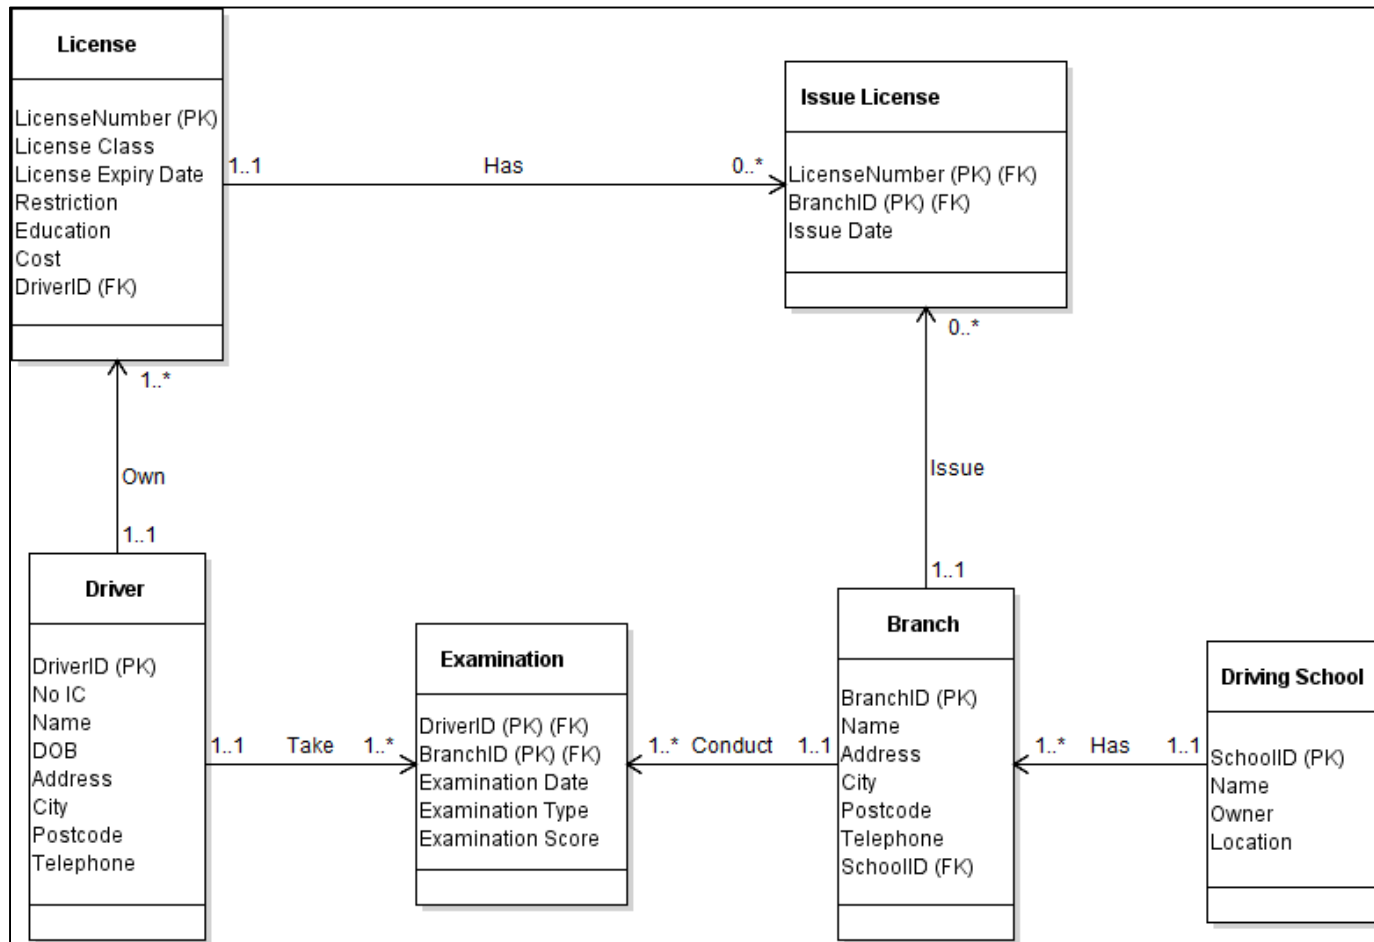 License
LicenseNumber (PK)
License Class
License Expiry Date
Restriction
Education
Cost
DriverID (FK)
1..1
Has
0..*
Issue License
LicenseNumber (PK) (FK)
BranchID (PK) (FK)
Issue Date
1..*
Own
1..1
0..*
Issue
1..1
Driver
DriverID (PK)
No IC
Name
DOB
Address
City
Postcode
Telephone
1..1
Take
1..*
Examination
DriverID (PK) (FK)
BranchID (PK) (FK)
Examination Date
Examination Type
Examination Score
1..*
Conduct
1..1
Branch
BranchID (PK)
Name
Address
City
Postcode
Telephone
SchoolID (FK)
1..*
Has
1..1
Driving School
SchoolID (PK)
Name
Owner
Location